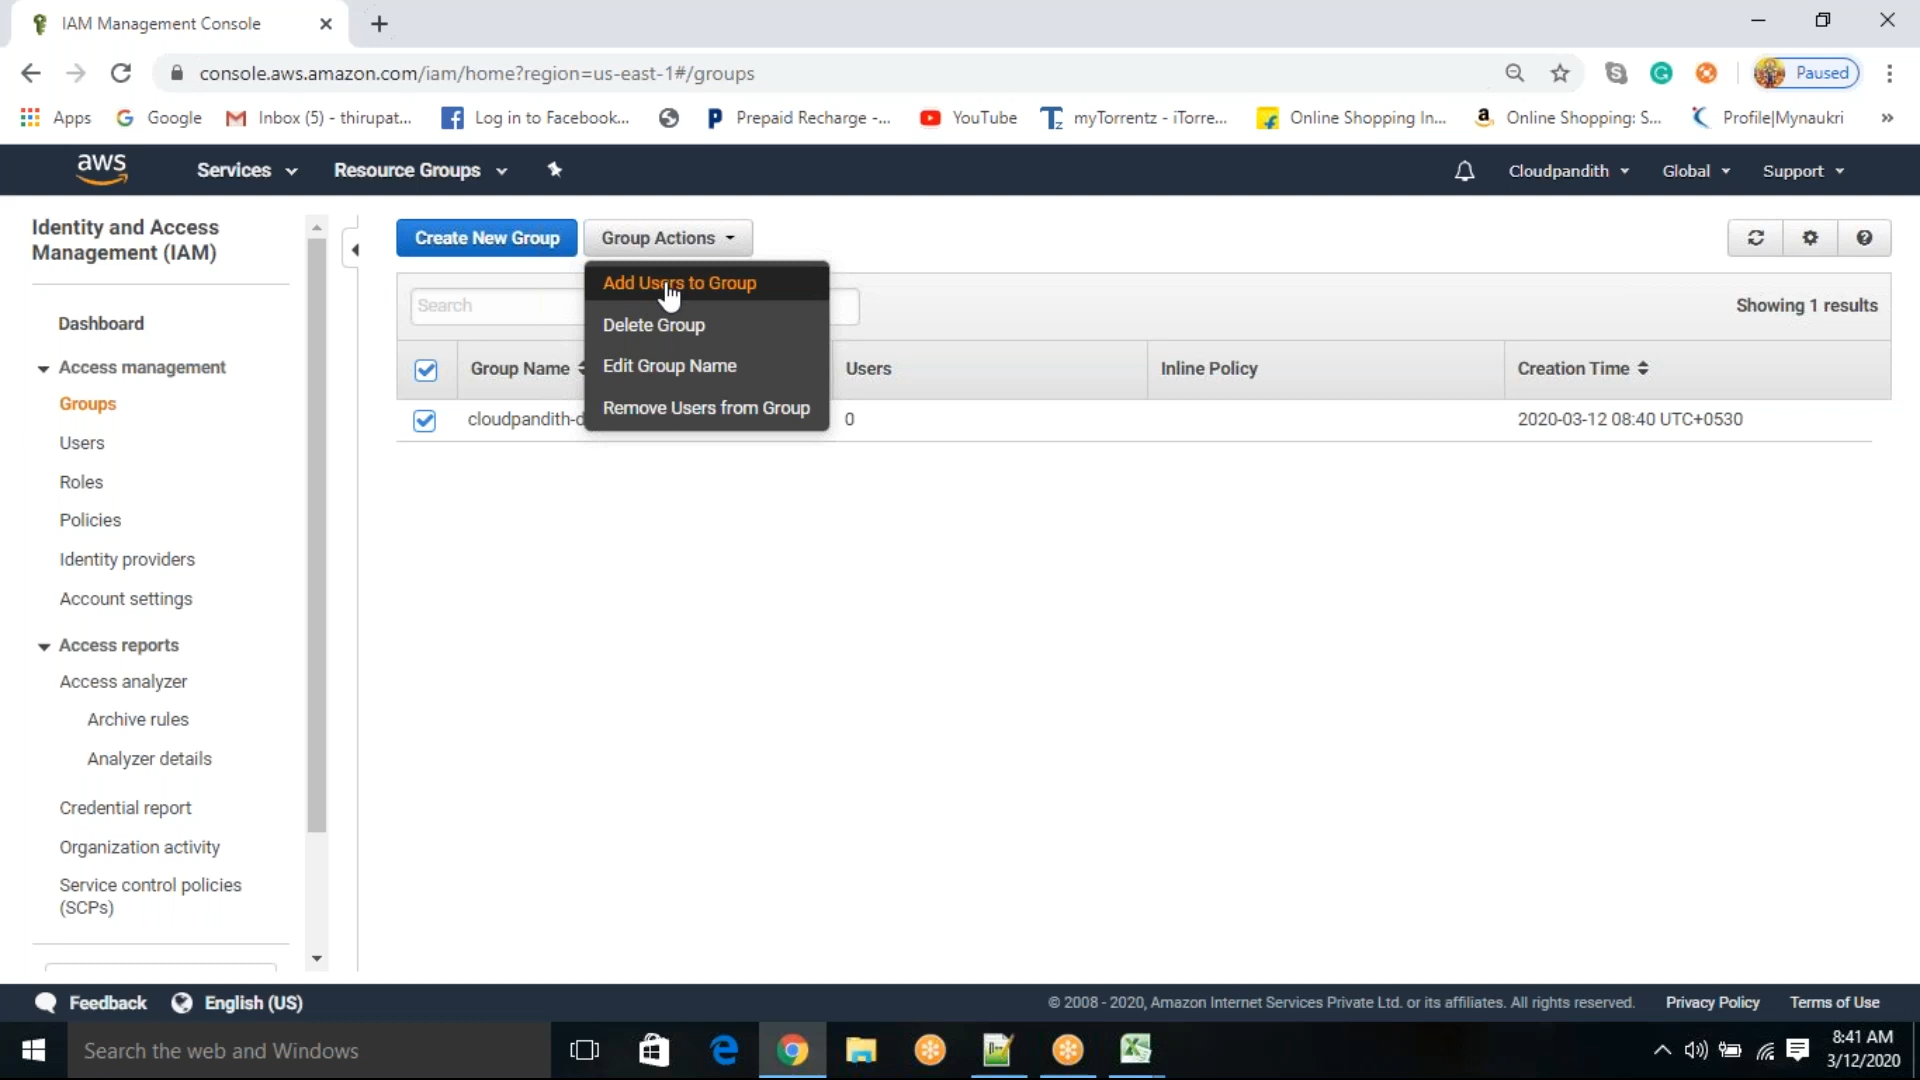 IAM Management Console
console.aws.amazon.com/iam/home?region=us-east-1#/groups
Paused
Apps
Google
Inbox (5) - thirupat...
Log in to Facebook...
Prepaid Recharge -...
YouTube
myTorrentz - iTorre...
Online Shopping In...
Online Shopping: S...
Profile|Mynaukri
»
aws
Services
Resource Groups
Cloudpandith
Global
Support
Identity and Access
Management (IAM)
Dashboard
Access management
Groups
Users
Roles
Policies
Identity providers
Account settings
Access reports
Access analyzer
Archive rules
Analyzer details
Credential report
Organization activity
Service control policies
(SCPs)
Create New Group
Group Actions
Add Users to Group
Delete Group
Edit Group Name
Remove Users from Group
Search
Showing 1 results
Group Name
Users
Inline Policy
Creation Time
cloudpandith-d
0
2020-03-12 08:40 UTC+0530
Feedback
English (US)
© 2008 - 2020, Amazon Internet Services Private Ltd. or its affiliates. All rights reserved.
Privacy Policy
Terms of Use
Search the web and Windows
8:41 AM
3/12/2020